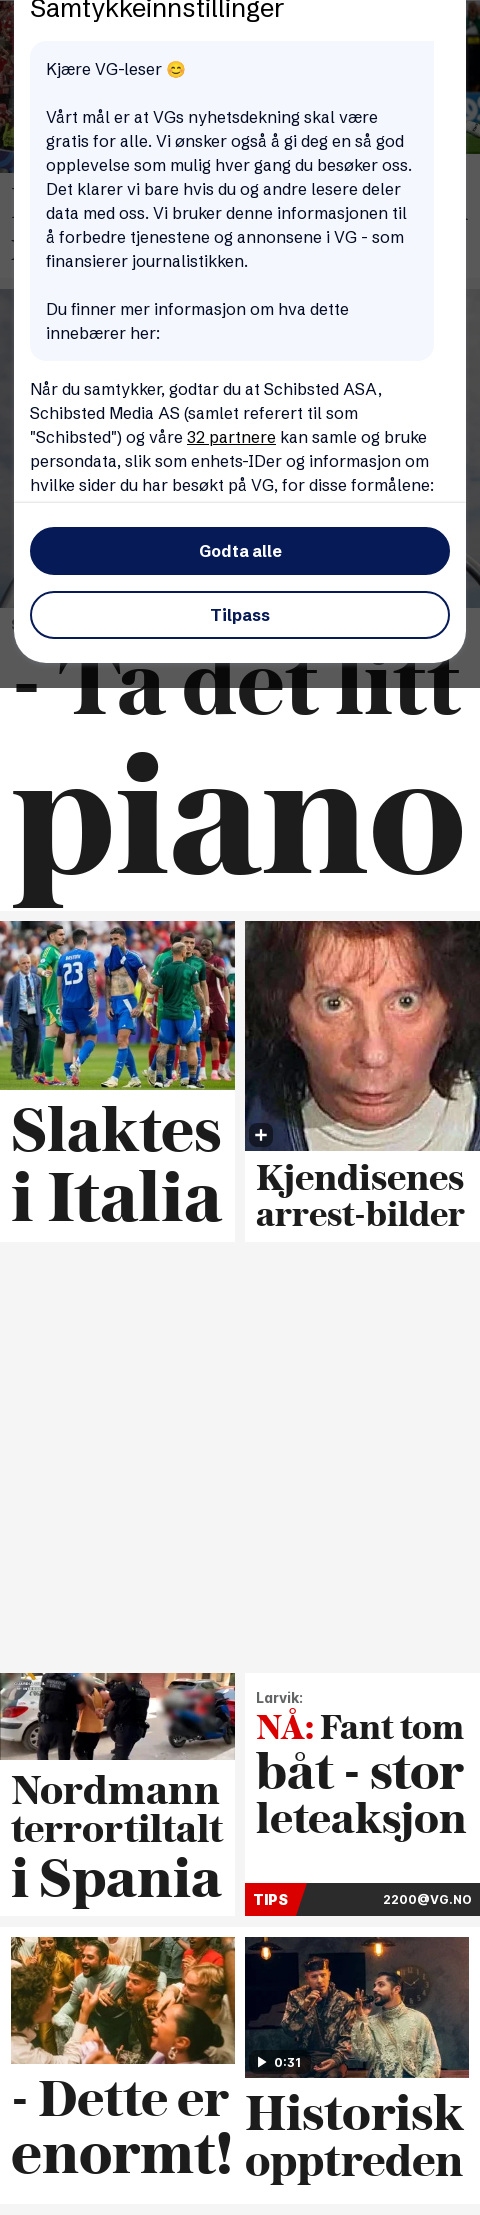 Samtykkeinnstillinger
Kjære VG-leser 😊
Vårt mål er at VGs nyhetsdekning skal være
gratis for alle. Vi ønsker også å gi deg en så god
opplevelse som mulig hver gang du besøker oss.
Det klarer vi bare hvis du og andre lesere deler
data med oss. Vi bruker denne informasjonen til
å forbedre tjenestene og annonsene i VG - som
finansierer journalistikken.
Du finner mer informasjon om hva dette
innebærer her:
Når du samtykker, godtar du at Schibsted ASA,
Schibsted Media AS (samlet referert til som
"Schibsted") og våre 32 partnere kan samle og bruke
persondata, slik som enhets-IDer og informasjon om
hvilke sider du har besøkt på VG, for disse formålene:
Godta alle
Tilpass
- Ta det litt
piano
Slaktes
i Italia
Kjendisenes
arrest-bilder
Nordmann
terrortiltalt
i Spania
Larvik:
NÅ: Fant tom
båt - stor
leteaksjon
TIPS 2200@VG.NO
- Dette er
enormt!
0:31
Historisk
opptreden